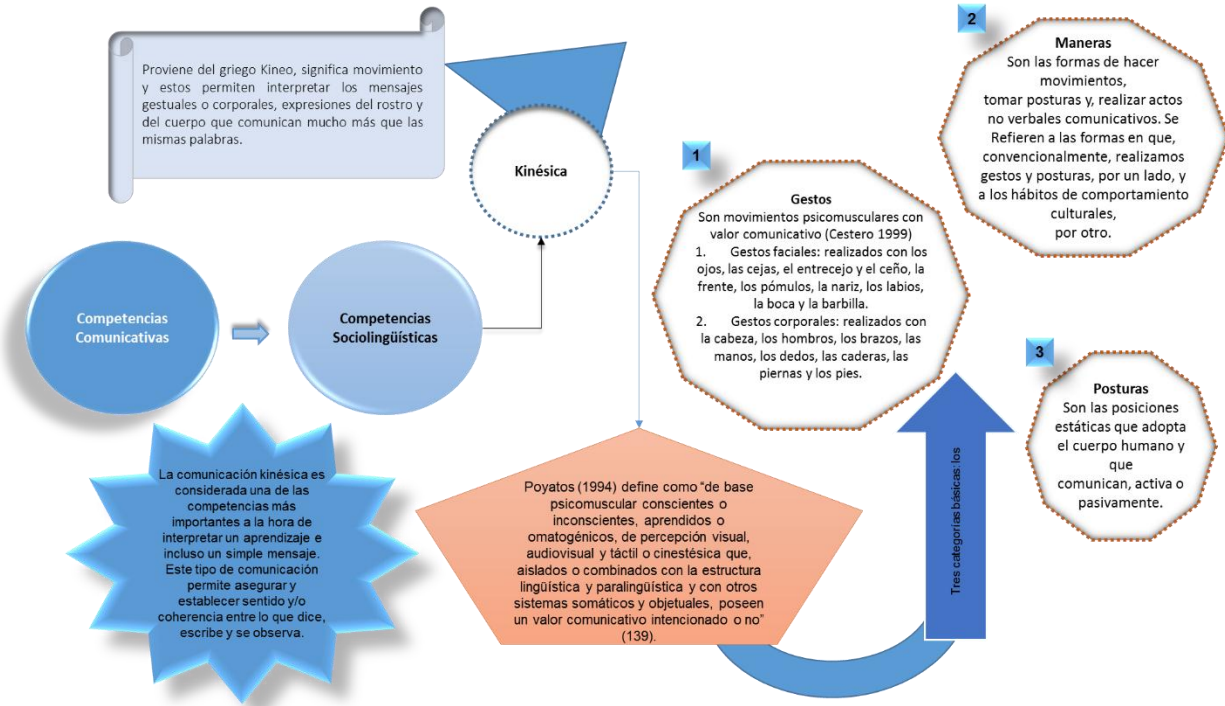 Proviene del griego Kineo, significa movimiento
y estos permiten interpretar los mensajes
gestuales o corporales, expresiones del rostro y
del cuerpo que comunican mucho más que las
mismas palabras.
Kinésica
Competencias
Comunicativas
Competencias
Sociolingüísticas
La comunicación kinésica es
considerada una de las
competencias más
importantes a la hora de
interpretar un aprendizaje e
incluso un simple mensaje.
Este tipo de comunicación
permite asegurar y
establecer sentido y/o
coherencia entre lo que dice,
escribe y se observa.
Poyatos (1994) define como “de base
psicomuscular conscientes o
inconscientes, aprendidos o
omatogénicos, de percepción visual,
audiovisual y táctil o cinestésica que,
aislados o combinados con la estructura
lingüística y paralingüística y con otros
sistemas somáticos y objetuales, poseen
un valor comunicativo intencionado o no”
(139).
Tres categorías básicas: los
1
Gestos
Son movimientos psicomusculares con
valor comunicativo (Cestero 1999)
1. Gestos faciales: realizados con los
ojos, las cejas, el entrecejo y el ceño, la
frente, los pómulos, la nariz, los labios,
la boca y la barbilla.
2. Gestos corporales: realizados con
la cabeza, los hombros, los brazos, las
manos, los dedos, las caderas, las
piernas y los pies.
2
Maneras
Son las formas de hacer
movimientos,
tomar posturas y, realizar actos
no verbales comunicativos. Se
Refieren a las formas en que,
convencionalmente, realizamos
gestos y posturas, por un lado, y
a los hábitos de comportamiento
culturales,
por otro.
3
Posturas
Son las posiciones
estáticas que adopta
el cuerpo humano y
que
comunican, activa o
pasivamente.